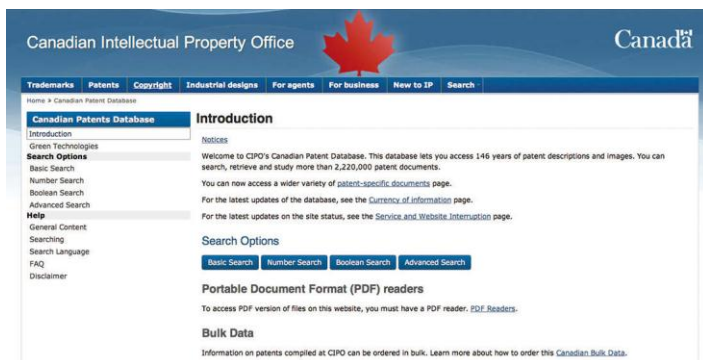 Canadian Intellectual Property Office
Canada
Trademarks Patents Copyright Industrial designs For agents For business New to IP Search
Home > Canadian Patent Database
Canadian Patents Database
Introduction
Green Technologies
Search Options
Basic Search
Number Search
Boolean Search
Advanced Search
Help
General Content
Searching
Search Language
FAQ
Disclaimer
Introduction
Notices
Welcome to CIPO's Canadian Patent Database. This database lets you access 146 years of patent descriptions and images. You can
search, retrieve and study more than 2,220,000 patent documents.
You can now access a wider variety of patent-specific documents page.
For the latest updates of the database, see the Currency of information page.
For the latest updates on the site status, see the Service and Website Interruption page.
Search Options
Basic Search Number Search Boolean Search Advanced Search
Portable Document Format (PDF) readers
To access PDF version of files on this website, you must have a PDF reader. PDF Readers.
Bulk Data
Information on patents compiled at CIPO can be ordered in bulk. Learn more about how to order this Canadian Bulk Data.